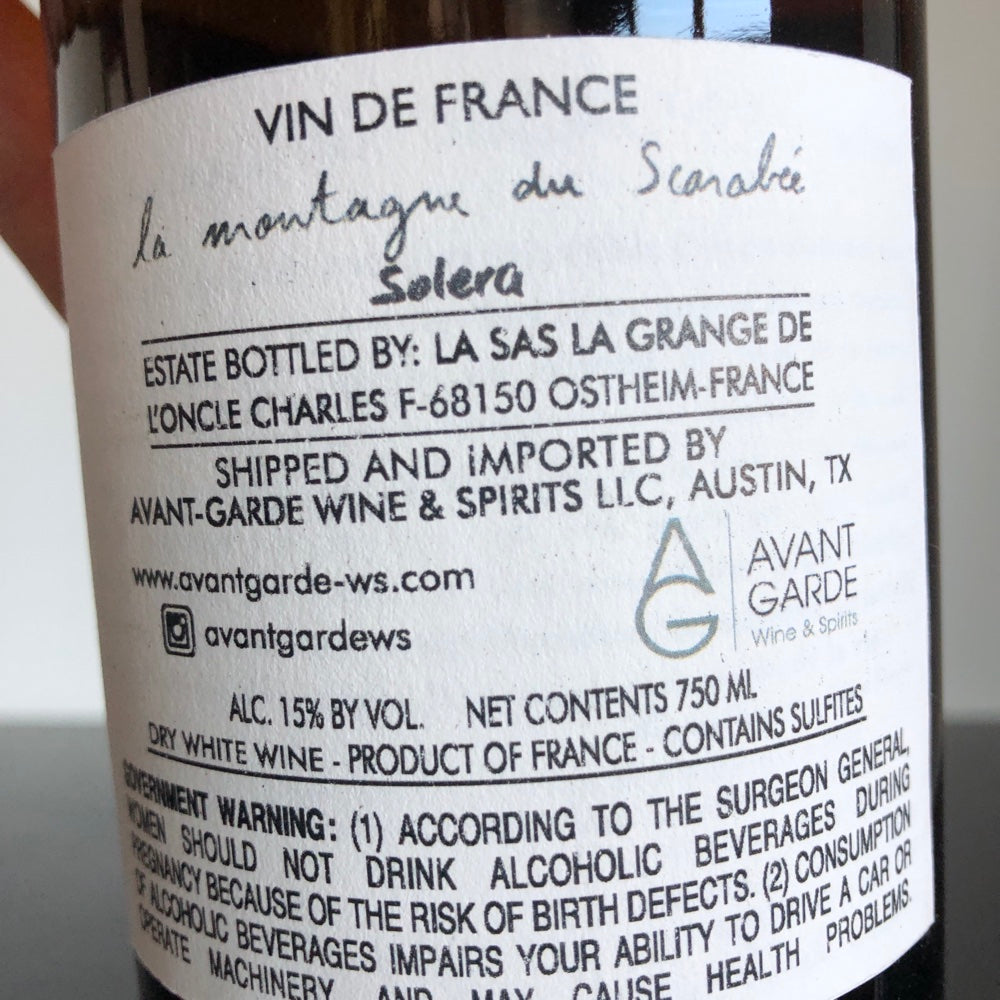 VIN DE FRANCE
la montagne du Scarabée
Solera
ESTATE BOTTLED BY: LA SAS LA GRANGE DE
L'ONCLE CHARLES F-68150 OSTHEIM-FRANCE
SHIPPED AND iMPORTED BY
AVANT-GARDE WINE & SPIRITS LLC, AUSTIN, TX
www.avantgarde-ws.com
avantgardews
AG
AVANT
GARDE
Wine & Spirits
ALC. 15% BY VOL. NET CONTENTS 750 ML
DRY WHITE WINE - PRODUCT OF FRANCE - CONTAINS SULFITES
GOVERNMENT WARNING: (1) ACCORDING TO THE SURGEON GENERAL,
WOMEN SHOULD NOT DRINK ALCOHOLIC BEVERAGES DURING
PREGNANCY BECAUSE OF THE RISK OF BIRTH DEFECTS. (2) CONSUMPTION
OF ALCOHOLIC BEVERAGES IMPAIRS YOUR ABILITY TO DRIVE A CAR OR
OPERATE MACHINERY AND MAY CAUSE HEALTH PROBLEMS.